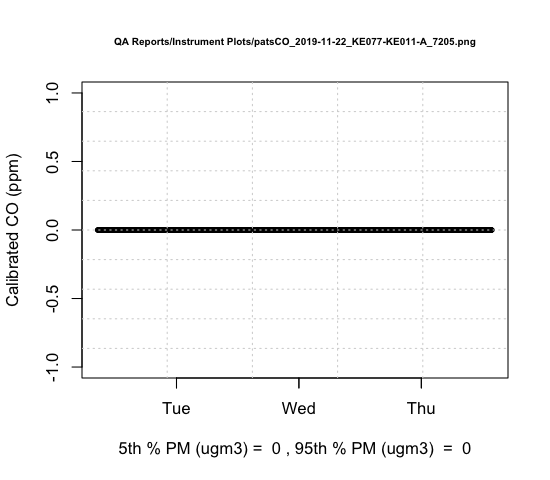 QA Reports/Instrument Plots/patsCO_2019-11-22_KE077-KE011-A_7205.png
Calibrated CO (ppm)
1.0
0.5
0.0
-0.5
-1.0
Tue Wed Thu
5th % PM (ugm3) = 0 , 95th % PM (ugm3) = 0